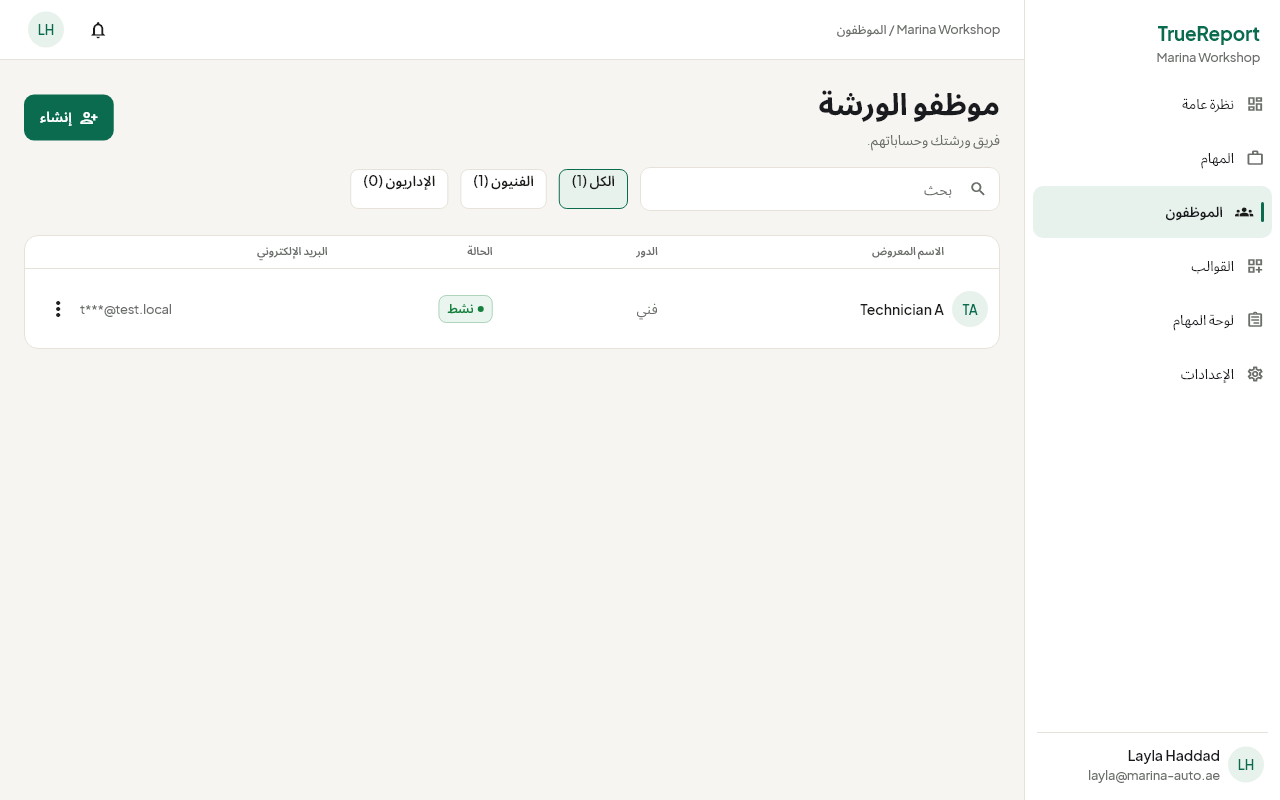 TrueReport
Marina Workshop
نظرة عامة
المهام
الموظفون
القوالب
لوحة المهام
الإعدادات
Layla Haddad
layla@marina-auto.ae
LH
Marina Workshop / الموظفون
LH
موظفو الورشة
فريق ورشتك وحساباتهم.
إنشاء
بحث
الكل (1)
الفنيون (1)
الإداريون (0)
الاسم المعروض
الدور
الحالة
البريد الإلكتروني
TA
Technician A
فني
نشط
t***@test.local